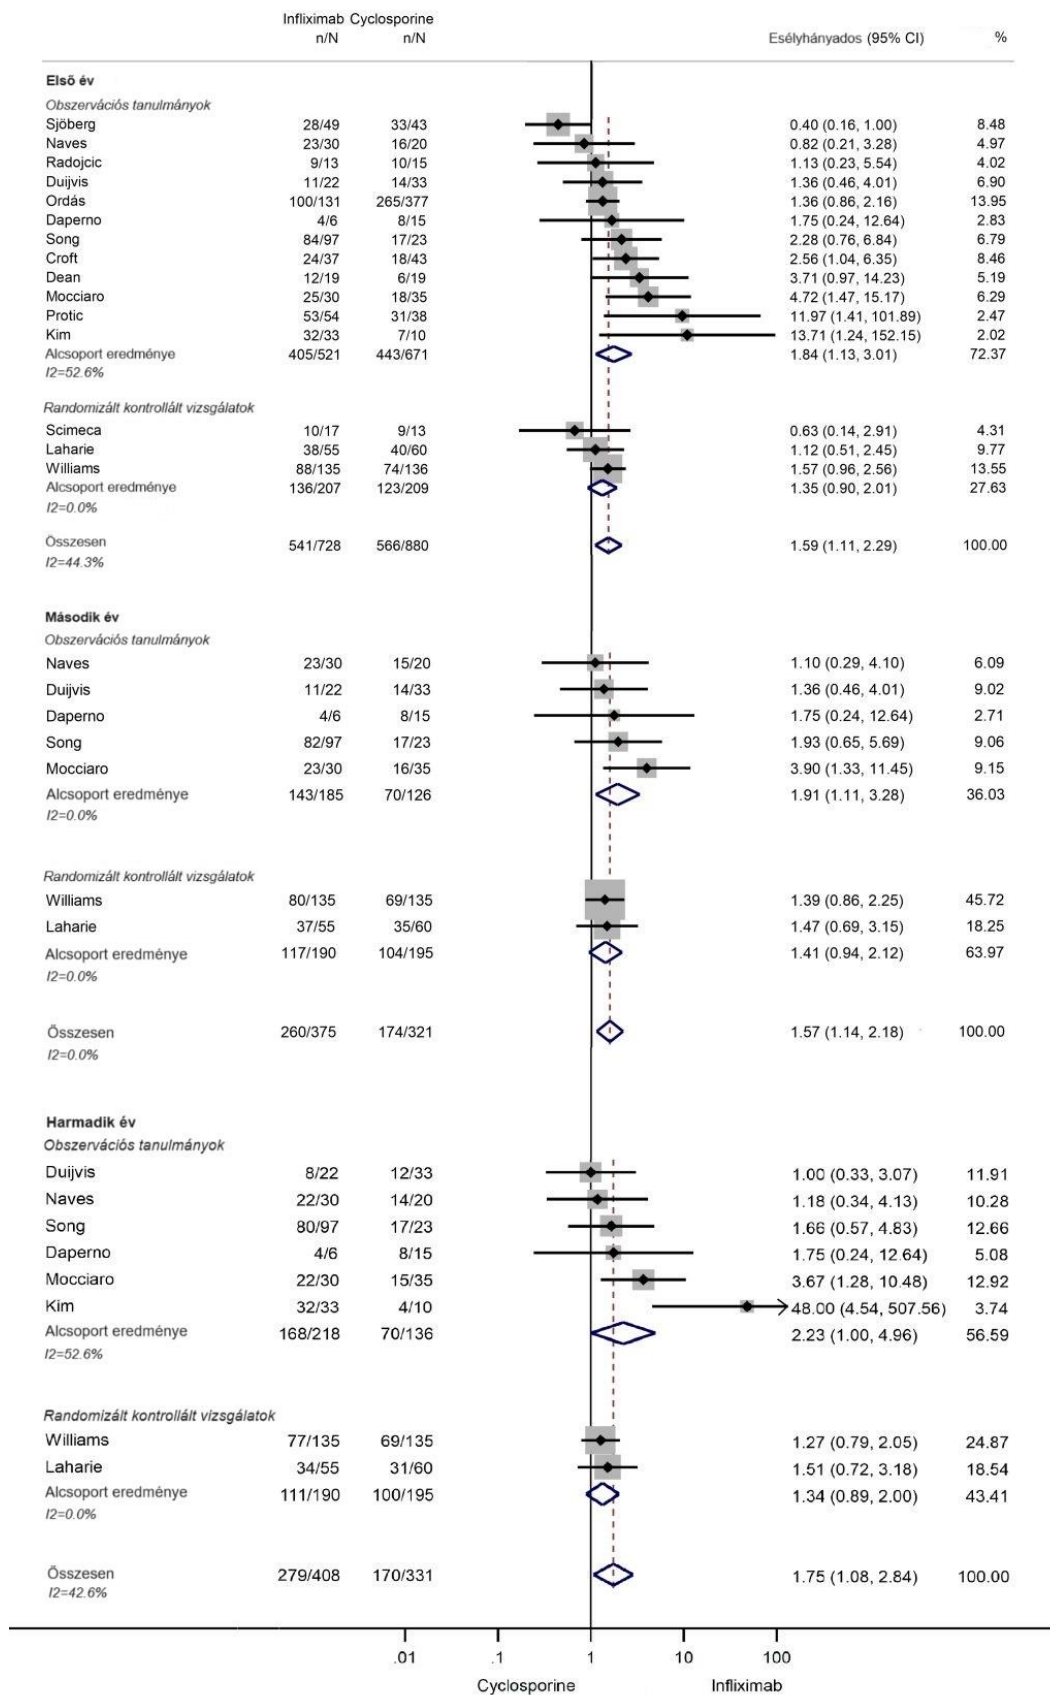 Infliximab Cyclosporine
n/N n/N Esélyhányados (95% CI) %
Első év
Obszervációs tanulmányok
Sjöberg 28/49 33/43 0.40 (0.16, 1.00) 8.48
Naves 23/30 16/20 0.82 (0.21, 3.28) 4.97
Radojcic 9/13 10/15 1.13 (0.23, 5.54) 4.02
Duijvis 11/22 14/33 1.36 (0.46, 4.01) 6.90
Ordás 100/131 265/377 1.36 (0.86, 2.16) 13.95
Daperno 4/6 8/15 1.75 (0.24, 12.64) 2.83
Song 84/97 17/23 2.28 (0.76, 6.84) 6.79
Croft 24/37 18/43 2.56 (1.04, 6.35) 8.46
Dean 12/19 6/19 3.71 (0.97, 14.23) 5.19
Mocciaro 25/30 18/35 4.72 (1.47, 15.17) 6.29
Protic 53/54 31/38 11.97 (1.41, 101.89) 2.47
Kim 32/33 7/10 13.71 (1.24, 152.15) 2.02
Alcsoport eredménye 405/521 443/671 1.84 (1.13, 3.01) 72.37
I2=52.6%
Randomizált kontrollált vizsgálatok
Scimeca 10/17 9/13 0.63 (0.14, 2.91) 4.31
Laharie 38/55 40/60 1.12 (0.51, 2.45) 9.77
Williams 88/135 74/136 1.57 (0.96, 2.56) 13.55
Alcsoport eredménye 136/207 123/209 1.35 (0.90, 2.01) 27.63
I2=0.0%
Összesen 541/728 566/880 1.59 (1.11, 2.29) 100.00
I2=44.3%
Második év
Obszervációs tanulmányok
Naves 23/30 15/20 1.10 (0.29, 4.10) 6.09
Duijvis 11/22 14/33 1.36 (0.46, 4.01) 9.02
Daperno 4/6 8/15 1.75 (0.24, 12.64) 2.71
Song 82/97 17/23 1.93 (0.65, 5.69) 9.06
Mocciaro 23/30 16/35 3.90 (1.33, 11.45) 9.15
Alcsoport eredménye 143/185 70/126 1.91 (1.11, 3.28) 36.03
I2=0.0%
Randomizált kontrollált vizsgálatok
Williams 80/135 69/135 1.39 (0.86, 2.25) 45.72
Laharie 37/55 35/60 1.47 (0.69, 3.15) 18.25
Alcsoport eredménye 117/190 104/195 1.41 (0.94, 2.12) 63.97
I2=0.0%
Összesen 260/375 174/321 1.57 (1.14, 2.18) 100.00
I2=0.0%
Harmadik év
Obszervációs tanulmányok
Duijvis 8/22 12/33 1.00 (0.33, 3.07) 11.91
Naves 22/30 14/20 1.18 (0.34, 4.13) 10.28
Song 80/97 17/23 1.66 (0.57, 4.83) 12.66
Daperno 4/6 8/15 1.75 (0.24, 12.64) 5.08
Mocciaro 22/30 15/35 3.67 (1.28, 10.48) 12.92
Kim 32/33 4/10 48.00 (4.54, 507.56) 3.74
Alcsoport eredménye 168/218 70/136 2.23 (1.00, 4.96) 56.59
I2=52.6%
Randomizált kontrollált vizsgálatok
Williams 77/135 69/135 1.27 (0.79, 2.05) 24.87
Laharie 34/55 31/60 1.51 (0.72, 3.18) 18.54
Alcsoport eredménye 111/190 100/195 1.34 (0.89, 2.00) 43.41
I2=0.0%
Összesen 279/408 170/331 1.75 (1.08, 2.84) 100.00
I2=42.6%
.01 .1 1 10 100
Cyclosporine Infliximab